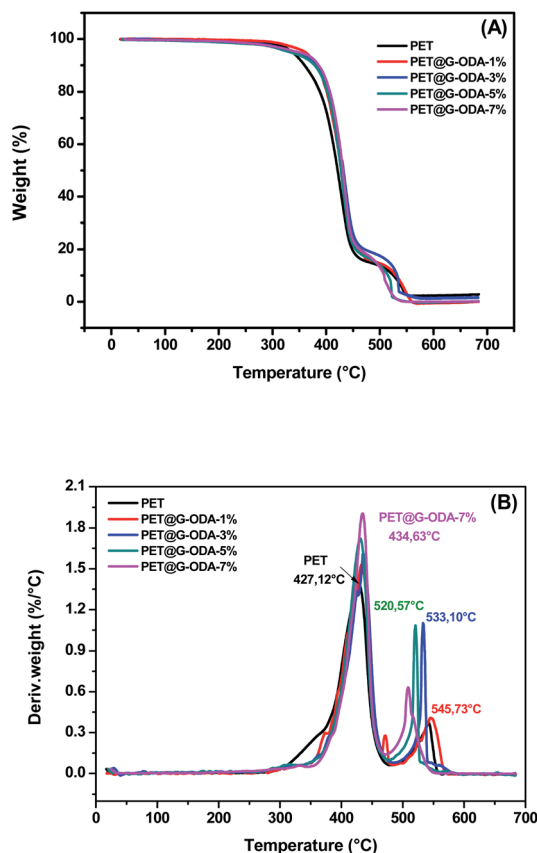 (A)
PET
PET@G-ODA-1%
PET@G-ODA-3%
PET@G-ODA-5%
PET@G-ODA-7%
Weight (%)
100
80
60
40
20
0
0 100 200 300 400 500 600 700
Temperature (°C)
(B)
PET
PET@G-ODA-1%
PET@G-ODA-3%
PET@G-ODA-5%
PET@G-ODA-7%
PET@G-ODA-7%
434,63°C
PET
427,12°C
520,57°C
533,10°C
545,73°C
Deriv.weight (%/°C)
2.1
1.8
1.5
1.2
0.9
0.6
0.3
0.0
0 100 200 300 400 500 600 700
Temperature (°C)